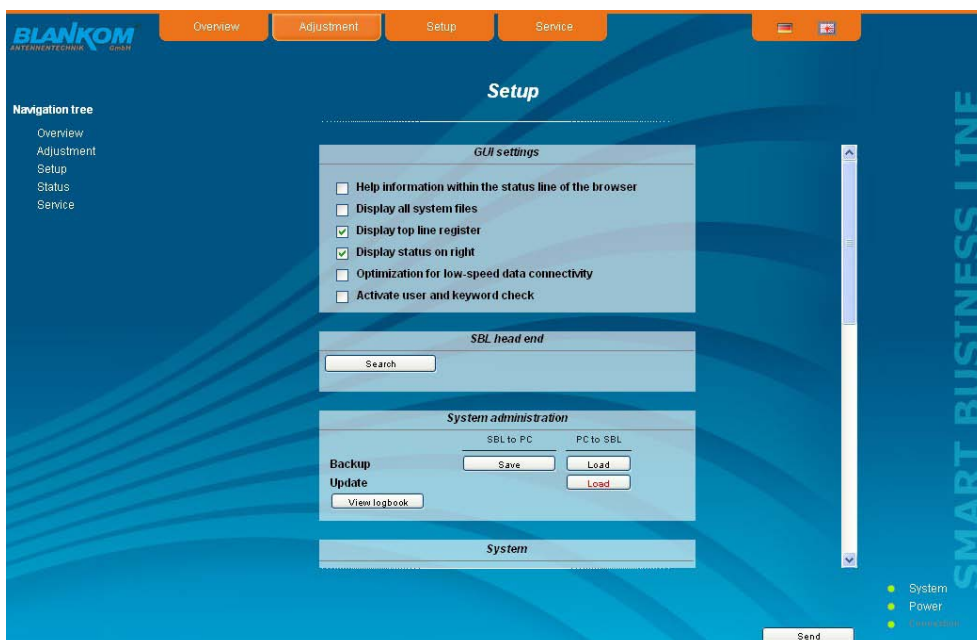 BLANKOM
ANTENNENTECHNIK GmbH
Overview
Adjustment
Setup
Service
Setup
Navigation tree
Overview
Adjustment
Setup
Status
Service
GUI settings
Help information within the status line of the browser
Display all system files
Display top line register
Display status on right
Optimization for low-speed data connectivity
Activate user and keyword check
SBL head end
Search
System administration
SBL to PC PC to SBL
Backup Save Load
Update Load
View logbook
System
SMART BUSINESS LINE
System
Power
Connection
Send